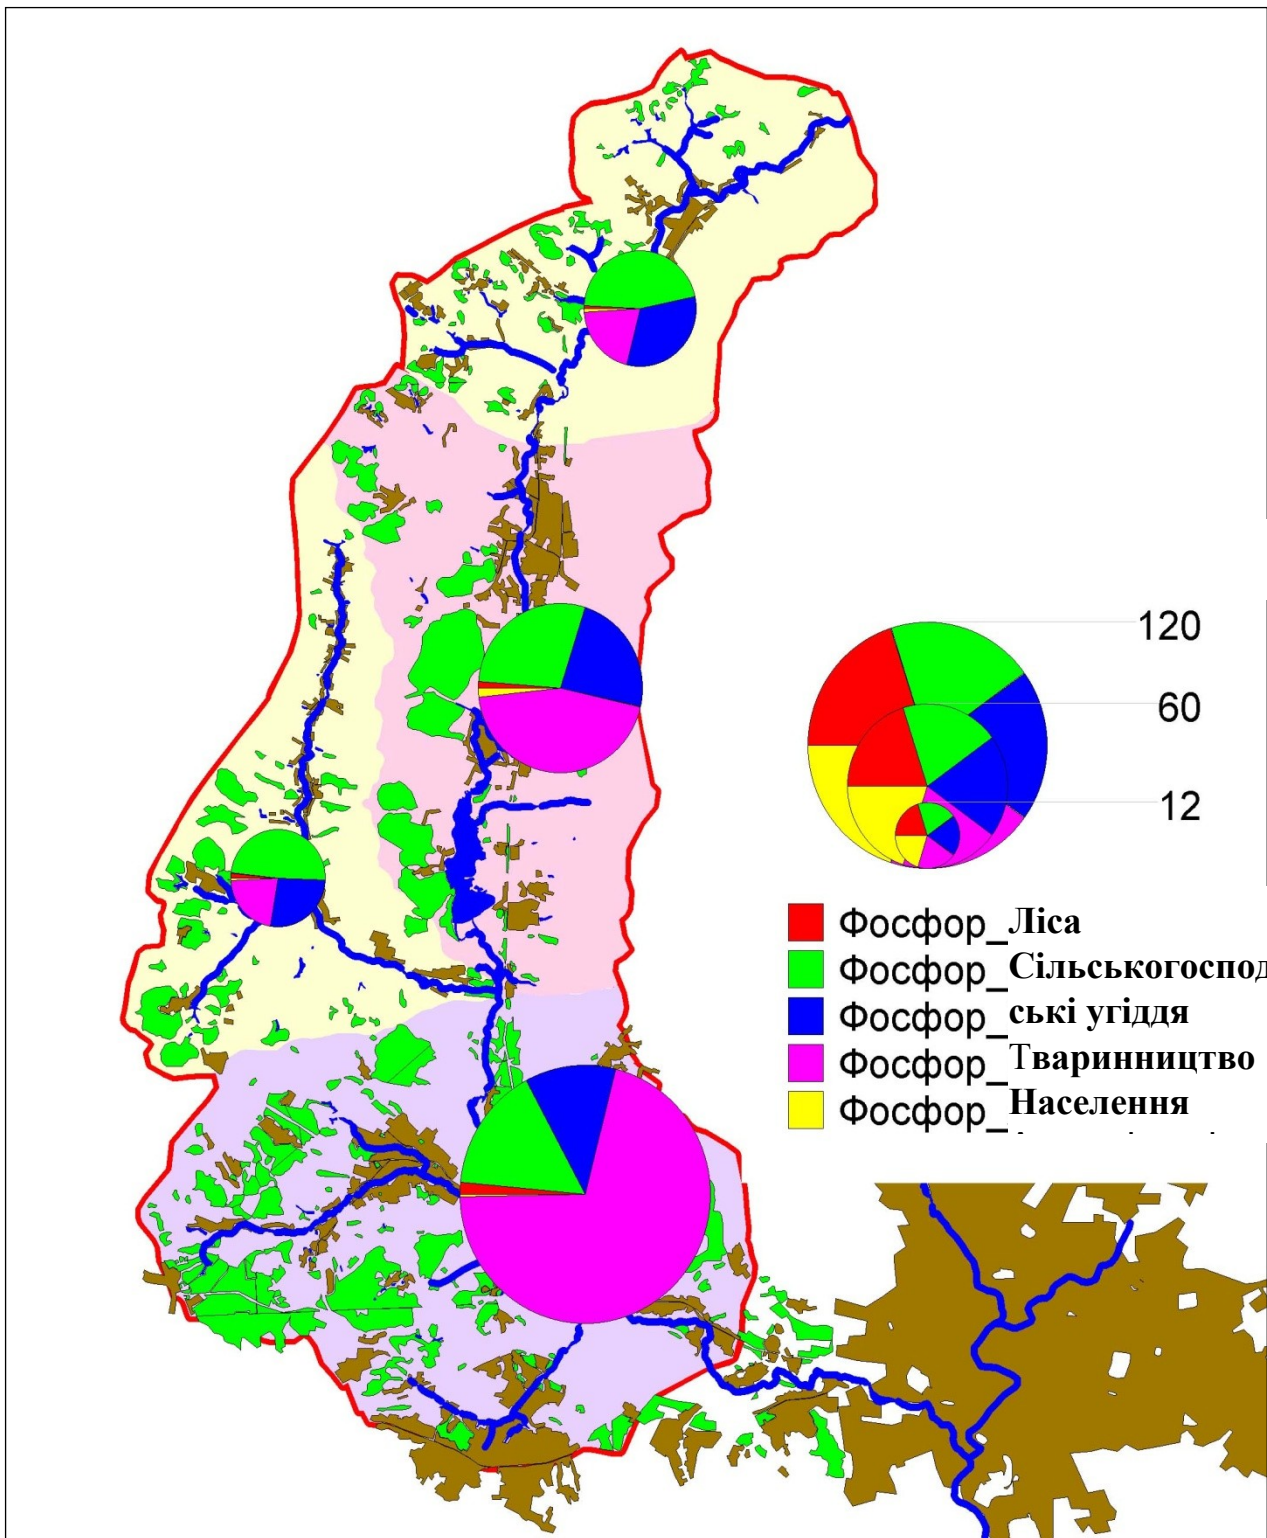 120
60
12
Фосфор_Ліса
Фосфор_Сільськогоспод
Фосфор_ські угіддя
Фосфор_Тваринництво
Фосфор_Населення